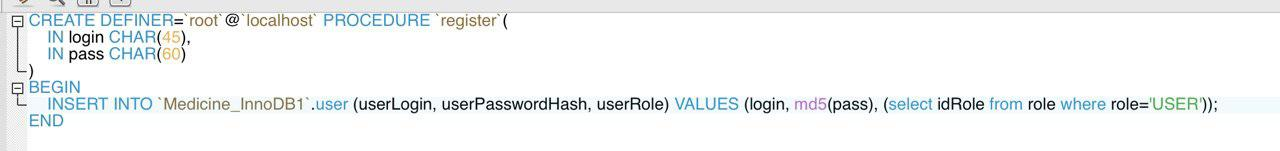 CREATE DEFINER=`root`@`localhost` PROCEDURE `register`(
IN login CHAR(45),
IN pass CHAR(60)
)
BEGIN
INSERT INTO `Medicine_InnoDB1`.user (userLogin, userPasswordHash, userRole) VALUES (login, md5(pass), (select idRole from role where role='USER'));
END